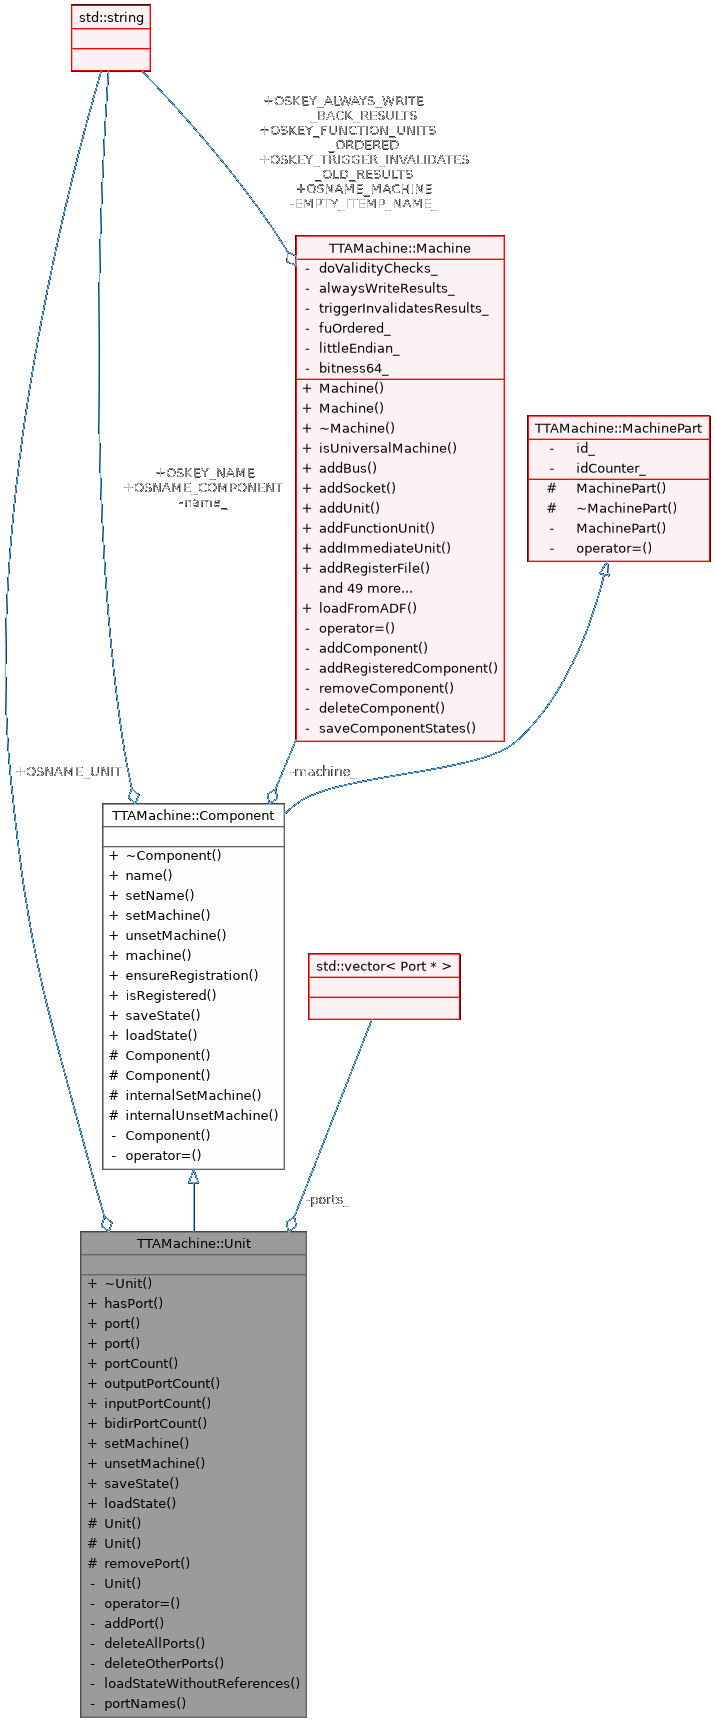 std::string
+OSKEY_ALWAYS_WRITE
_BACK_RESULTS
+OSKEY_FUNCTION_UNITS
_ORDERED
+OSKEY_TRIGGER_INVALIDATES
_OLD_RESULTS
+OSNAME_MACHINE
-EMPTY_ITEMP_NAME_
TTAMachine::Machine
- doValidityChecks_
- alwaysWriteResults_
- triggerInvalidatesResults_
- fuOrdered_
- littleEndian_
- bitness64_
+ Machine()
+ Machine()
+ ~Machine()
+ isUniversalMachine()
+ addBus()
+ addSocket()
+ addUnit()
+ addFunctionUnit()
+ addImmediateUnit()
+ addRegisterFile()
and 49 more...
+ loadFromADF()
- operator=()
- addComponent()
- addRegisteredComponent()
- removeComponent()
- deleteComponent()
- saveComponentStates()
TTAMachine::MachinePart
- id_
- idCounter_
# MachinePart()
# ~MachinePart()
- MachinePart()
- operator=()
+OSKEY_NAME
+OSNAME_COMPONENT
-name_
+OSNAME_UNIT
-machine_
TTAMachine::Component
+ ~Component()
+ name()
+ setName()
+ setMachine()
+ unsetMachine()
+ machine()
+ ensureRegistration()
+ isRegistered()
+ saveState()
+ loadState()
# Component()
# Component()
# internalSetMachine()
# internalUnsetMachine()
- Component()
- operator=()
std::vector< Port * >
-ports_
TTAMachine::Unit
+ ~Unit()
+ hasPort()
+ port()
+ port()
+ portCount()
+ outputPortCount()
+ inputPortCount()
+ bidirPortCount()
+ setMachine()
+ unsetMachine()
+ saveState()
+ loadState()
# Unit()
# Unit()
# removePort()
- Unit()
- operator=()
- addPort()
- deleteAllPorts()
- deleteOtherPorts()
- loadStateWithoutReferences()
- portNames()